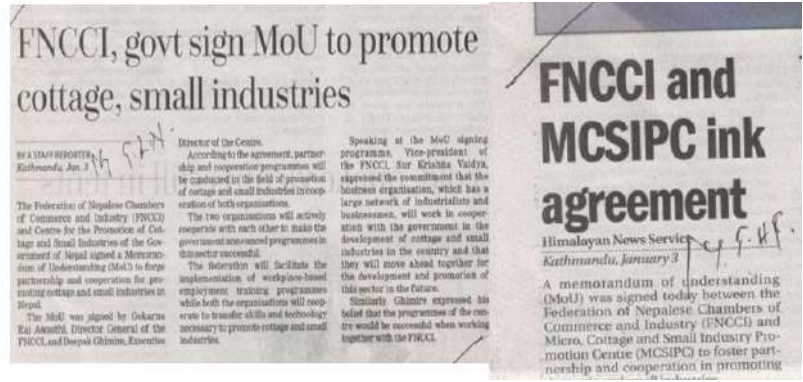 FNCCI, govt sign MoU to promote
cottage, small industries
BY A STAFF REPORTER
Kathmandu, Jan. 3
The Federation of Nepalese Chambers
of Commerce and Industry (FNCCI)
and Centre for the Promotion of Cot-
tage and Small Industries of the Gov-
ernment of Nepal signed a Memoran-
dum of Understanding (MoU) to forge
partnership and cooperation for pro-
moting cottage and small industries in
Nepal.
The MoU was signed by Gokarna
Raj Awasthi, Director General of the
FNCCI, and Deepak Ghimire, Executive
Director of the Centre.
According to the agreement, partner-
ship and cooperation programmes will
be conducted in the field of promotion
of cottage and small industries in coop-
eration of both organisations.
The two organisations will actively
cooperate with each other to make the
government announced programmes in
this sector successful.
The federation will facilitate the
implementation of workplace-based
employment training programmes
while both the organisations will coop-
erate to transfer skills and technology
necessary to promote cottage and small
industries.
Speaking at the MoU signing
programme, Vice-president of
the FNCCI, Sur Krishna Vaidya,
expressed the commitment that the
business organisation, which has a
large network of industrialists and
businessmen, will work in cooper-
ation with the government in the
development of cottage and small
industries in the country and that
they will move ahead together for
the development and promotion of
this sector in the future.
Similarly, Ghimire expressed his
belief that the programmes of the cen-
tre would be successful when working
together with the FNCCI.
FNCCI and
MCSIPC ink
agreement
Himalayan News Service
Kathmandu, January 3
A memorandum of understanding
(MoU) was signed today between the
Federation of Nepalese Chambers of
Commerce and Industry (FNCCI) and
Micro, Cottage and Small Industry Pro-
motion Centre (MCSIPC) to foster part-
nership and cooperation in promoting